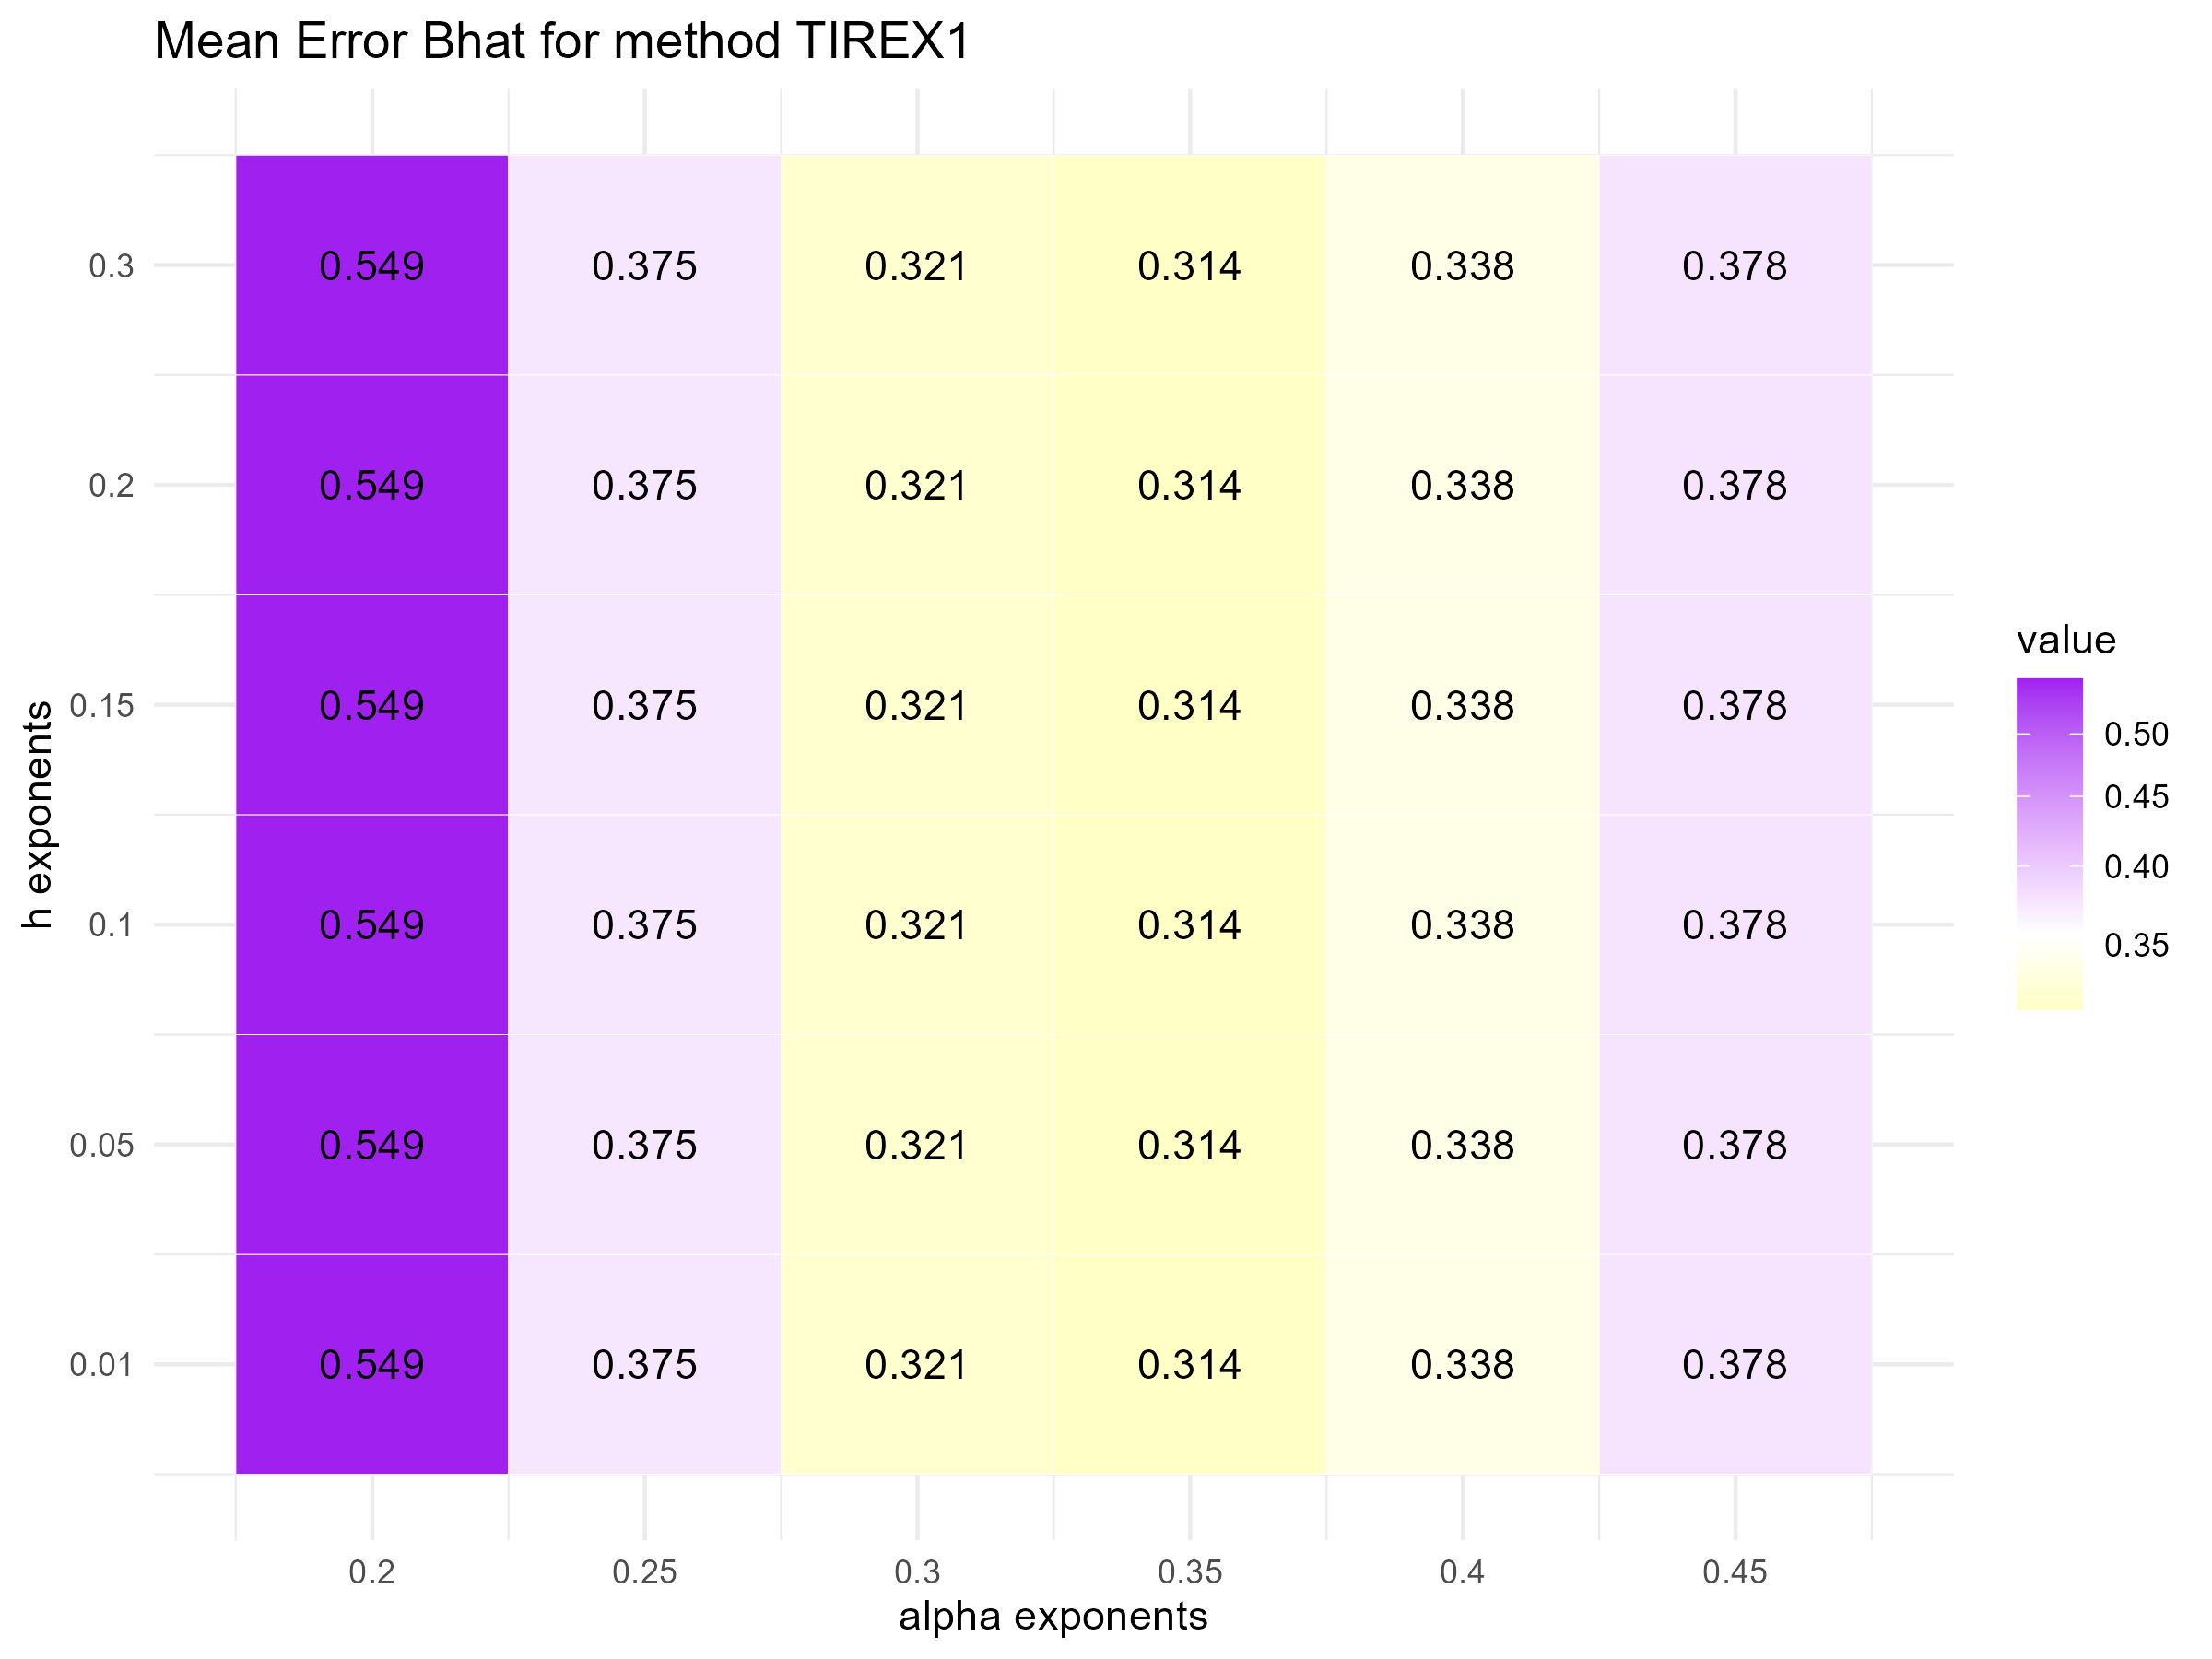 Mean Error Bhat for method TIREX1
h exponents
0.3 0.549 0.375 0.321 0.314 0.338 0.378
0.2 0.549 0.375 0.321 0.314 0.338 0.378
0.15 0.549 0.375 0.321 0.314 0.338 0.378
0.1 0.549 0.375 0.321 0.314 0.338 0.378
0.05 0.549 0.375 0.321 0.314 0.338 0.378
0.01 0.549 0.375 0.321 0.314 0.338 0.378
0.2 0.25 0.3 0.35 0.4 0.45
alpha exponents
value
0.50
0.45
0.40
0.35